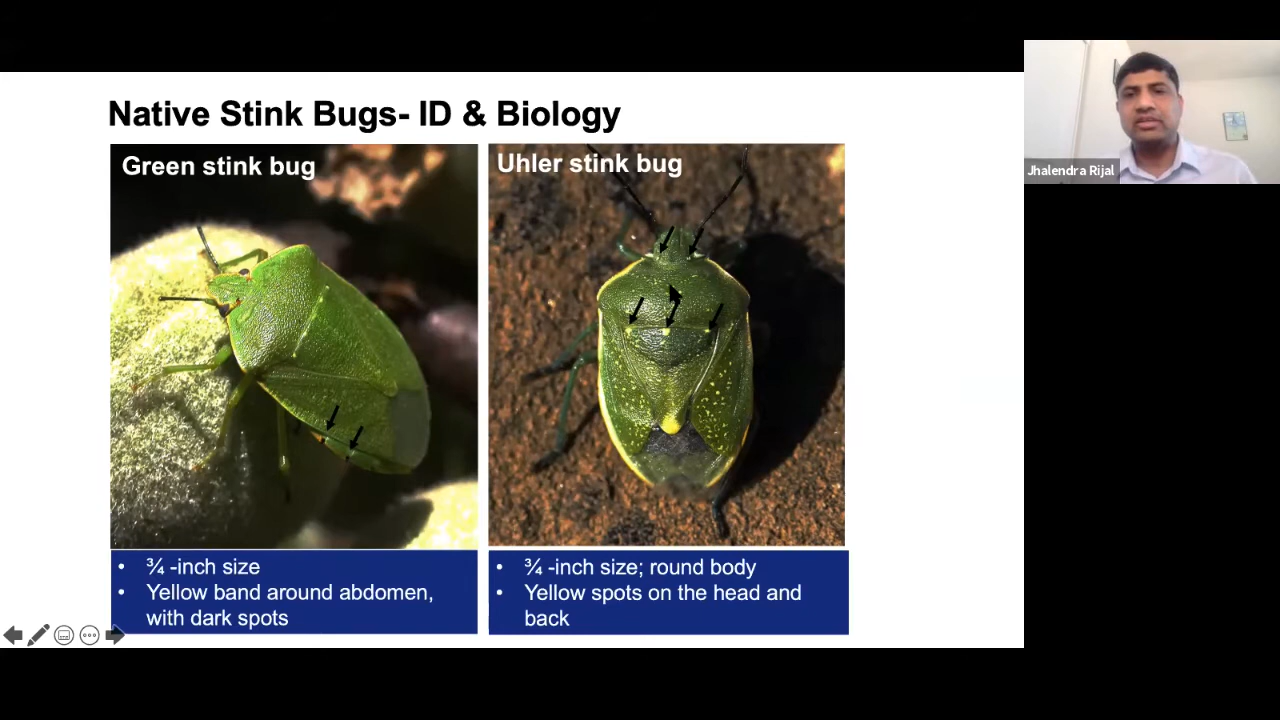 Native Stink Bugs- ID & Biology
Green stink bug
Uhler stink bug
Jhalendra Rijal
• ¾ -inch size
• Yellow band around abdomen,
with dark spots
• ¾ -inch size; round body
• Yellow spots on the head and
back